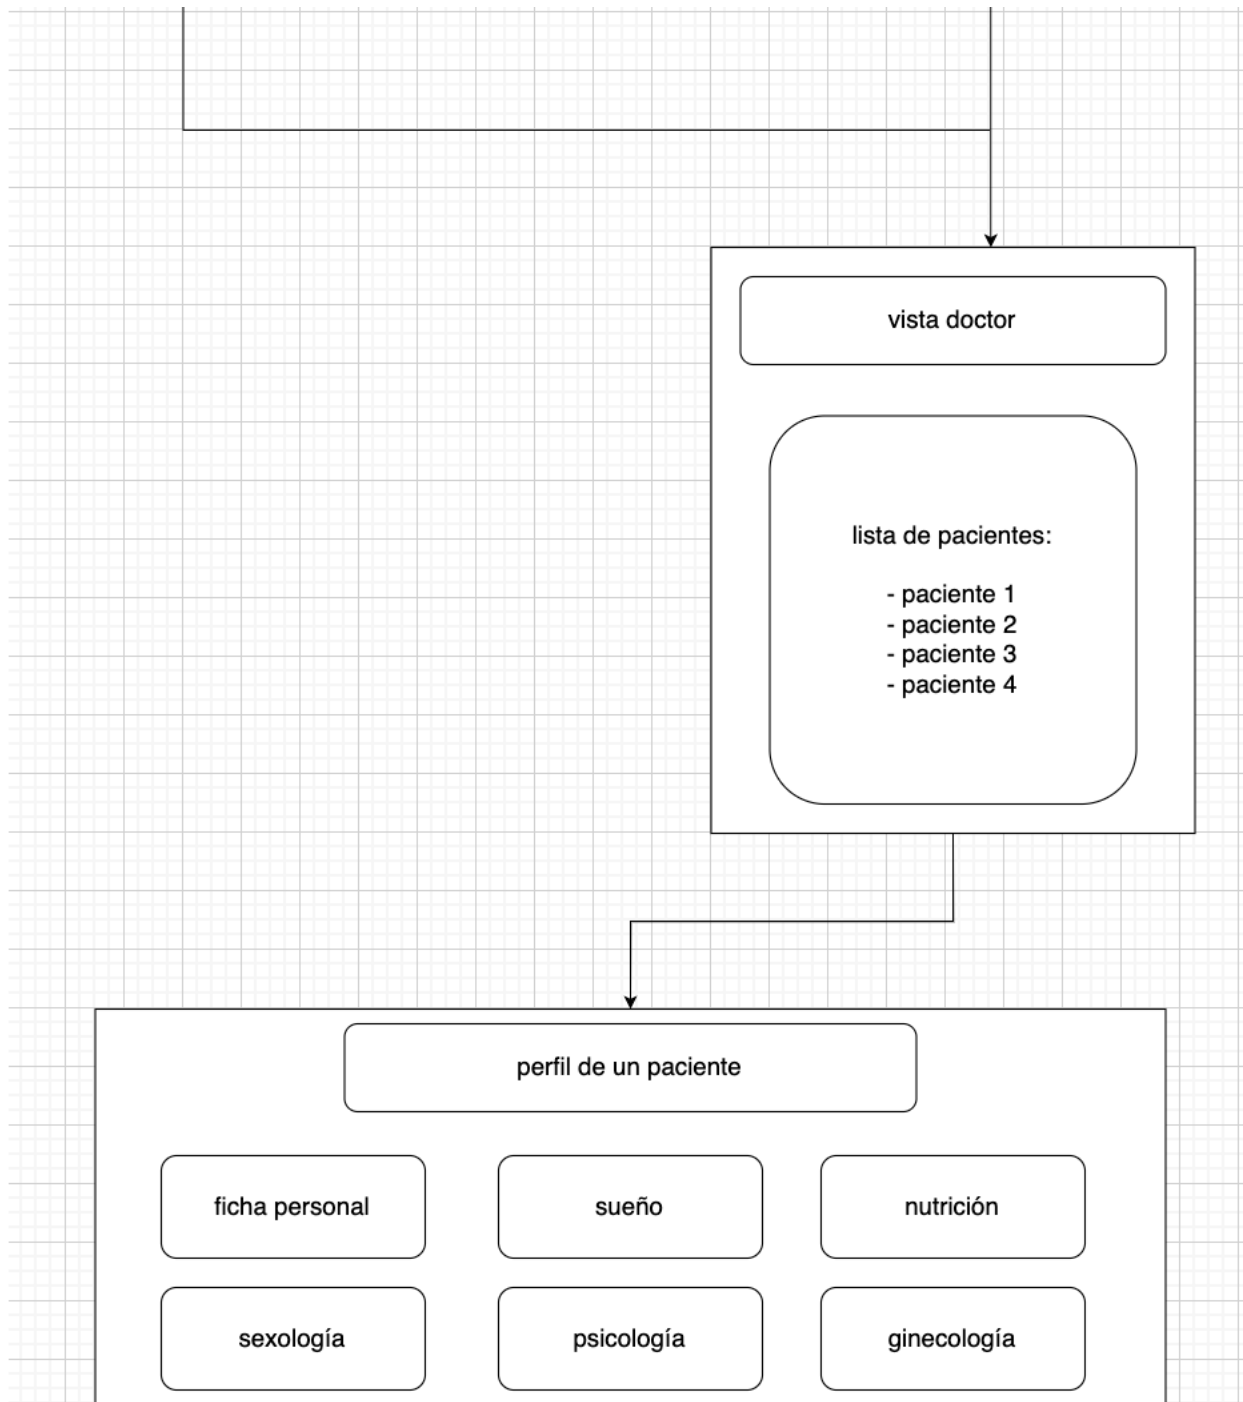 vista doctor
lista de pacientes:
- paciente 1
- paciente 2
- paciente 3
- paciente 4
perfil de un paciente
ficha personal
sueño
nutrición
sexología
psicología
ginecología